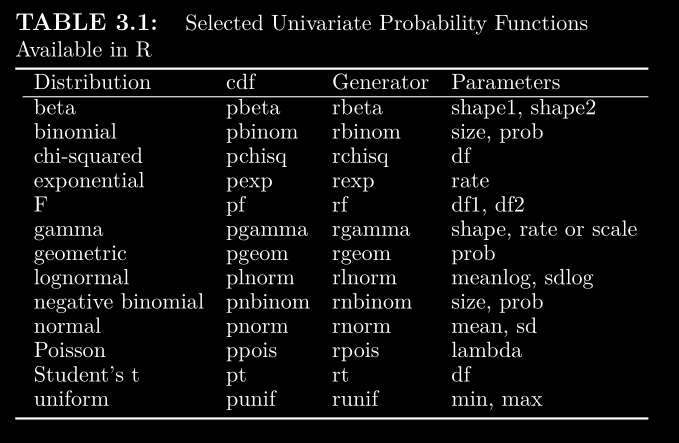 TABLE 3.1: Selected Univariate Probability Functions
Available in R
Distribution cdf Generator Parameters
beta pbeta rbeta shape1, shape2
binomial pbinom rbinom size, prob
chi-squared pchisq rchisq df
exponential pexp rexp rate
F pf rf df1, df2
gamma pgamma rgamma shape, rate or scale
geometric pgeom rgeom prob
lognormal plnorm rlnorm meanlog, sdlog
negative binomial pnbinom rnbinom size, prob
normal pnorm rnorm mean, sd
Poisson ppois rpois lambda
Student's t pt rt df
uniform punif runif min, max